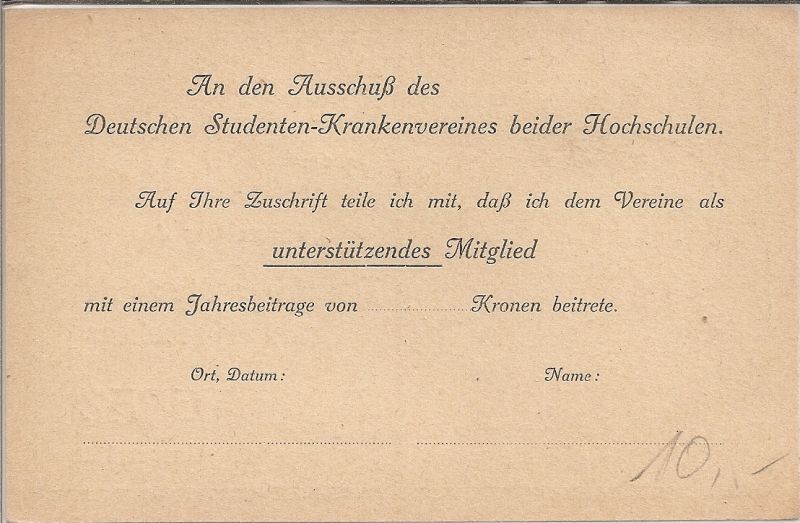 An den Ausschuß des
Deutschen Studenten-Krankenvereines beider Hochschulen.
Auf Ihre Zuschrift teile ich mit, daß ich dem Vereine als
unterstützendes Mitglied
mit einem Jahresbeitrage von ............ Kronen beitrete.
Ort, Datum: Name:
10,-